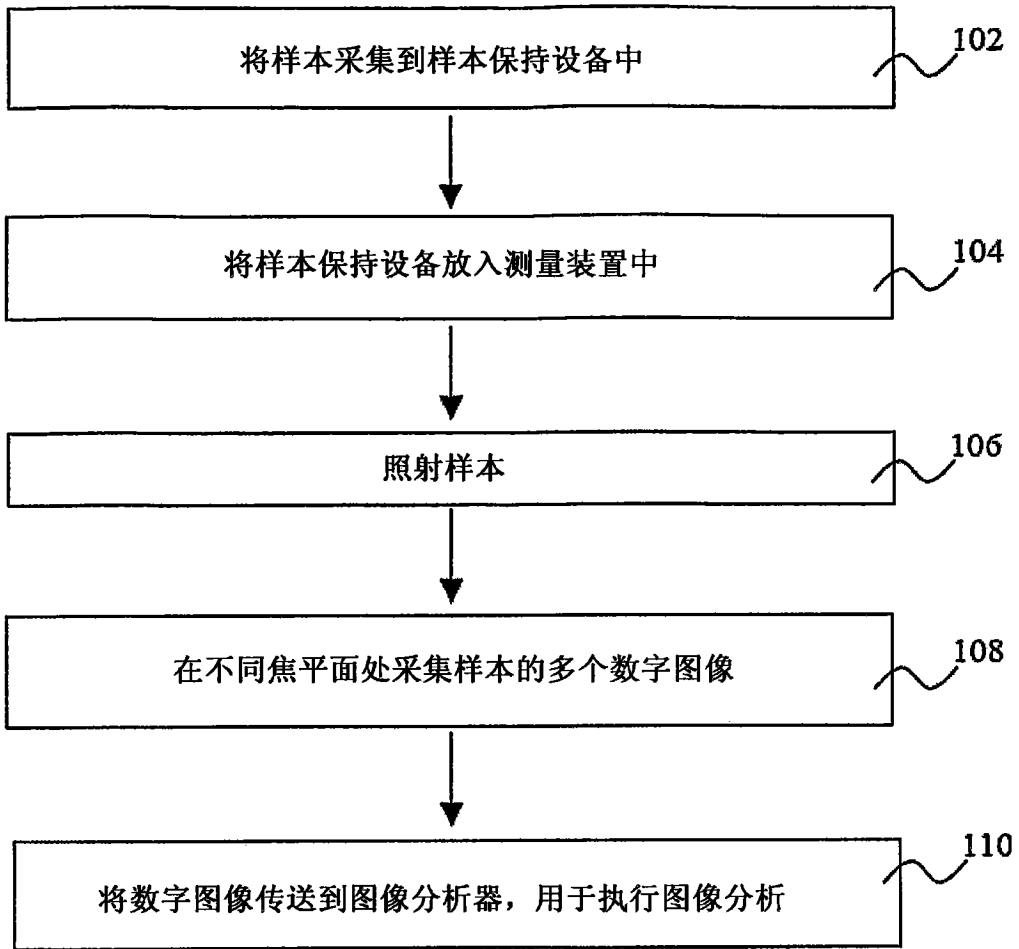 将样本采集到样本保持设备中
102
将样本保持设备放入测量装置中
104
照射样本
106
在不同焦平面处采集样本的多个数字图像
108
将数字图像传送到图像分析器，用于执行图像分析
110